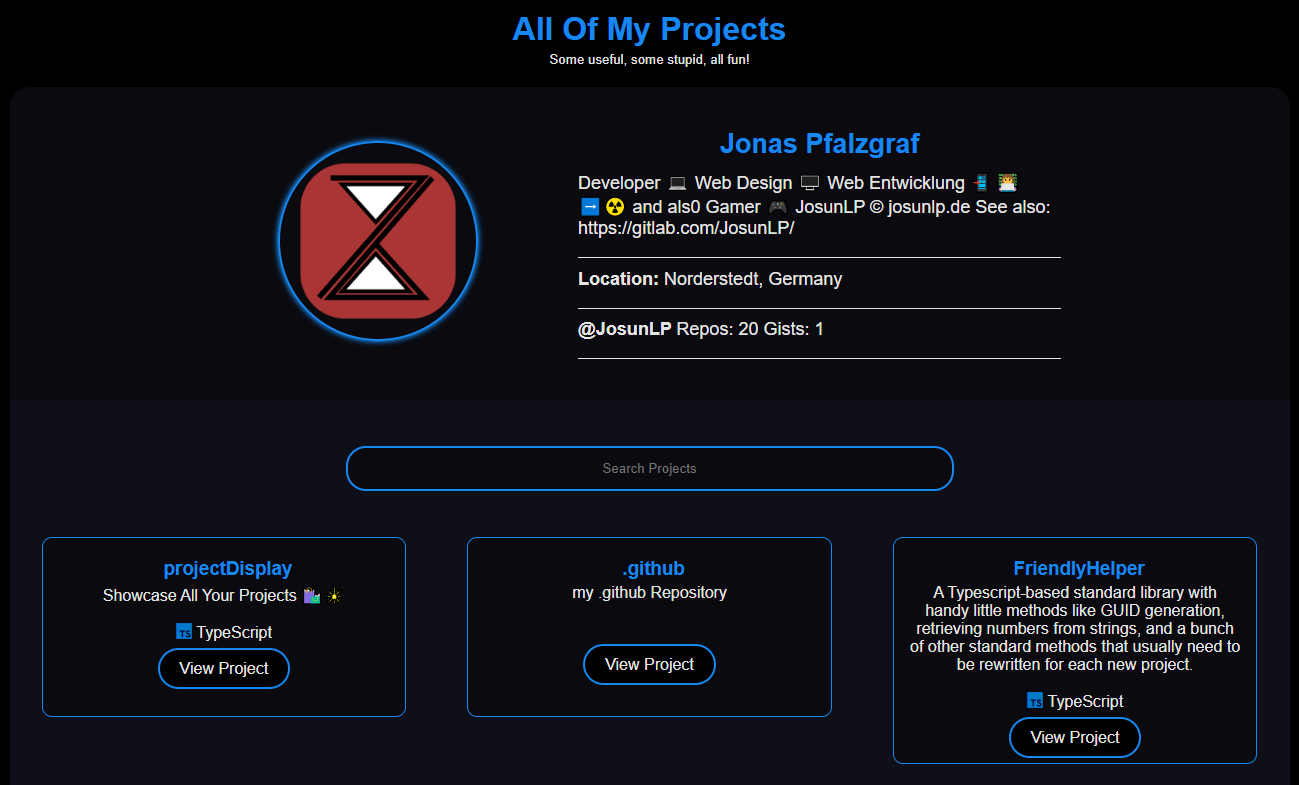 All Of My Projects
Some useful, some stupid, all fun!
Jonas Pfalzgraf
Developer 💻 Web Design 🖥️ Web Entwicklung 📲 👨‍💻
➡️ ☢️ and als0 Gamer 🎮 JosunLP © josunlp.de See also:
https://gitlab.com/JosunLP/
Location: Norderstedt, Germany
@JosunLP Repos: 20 Gists: 1
Search Projects
projectDisplay
Showcase All Your Projects 🛍️ ✨
TS TypeScript
View Project
.github
my .github Repository
View Project
FriendlyHelper
A Typescript-based standard library with
handy little methods like GUID generation,
retrieving numbers from strings, and a bunch
of other standard methods that usually need to
be rewritten for each new project.
TS TypeScript
View Project